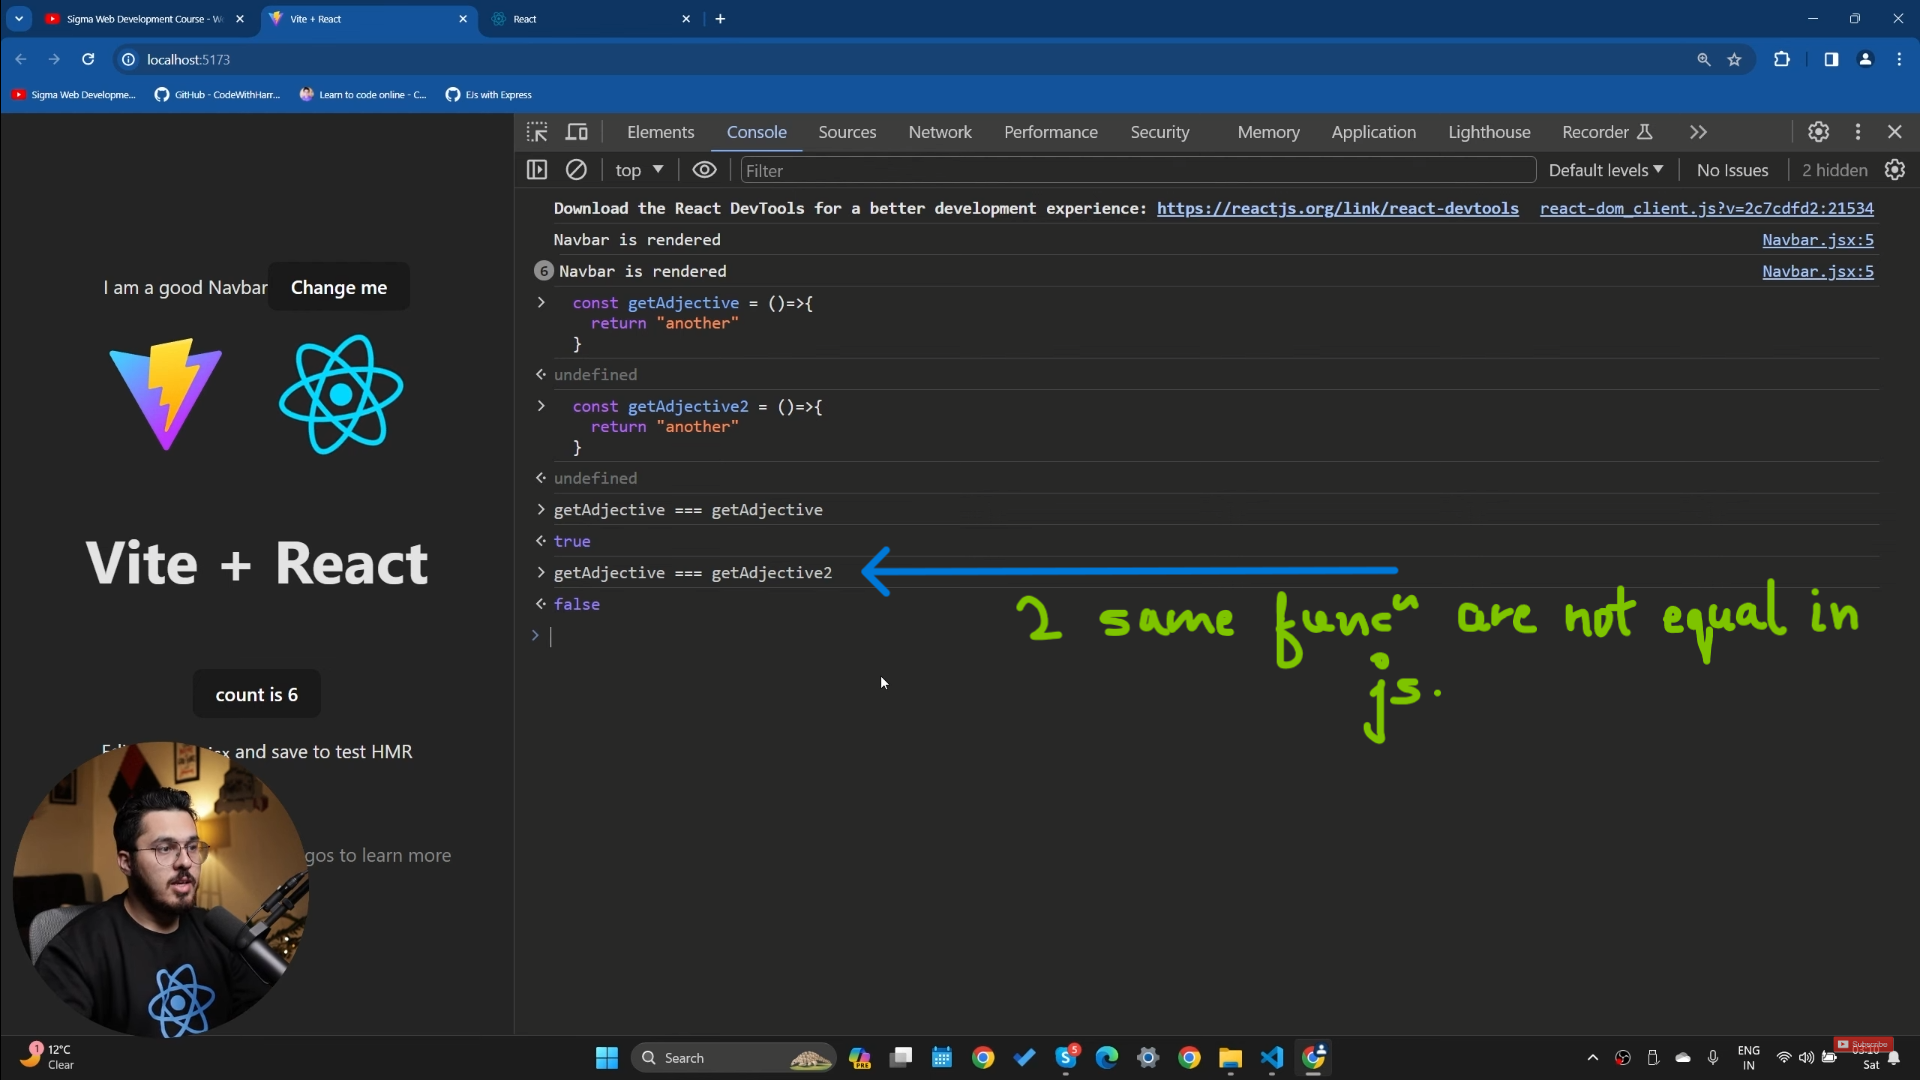 Sigma Web Development Course - W
Vite + React
React
localhost:5173
Sigma Web Developme...
GitHub - CodeWithHarr...
Learn to code online - C...
EJs with Express
Elements
Console
Sources
Network
Performance
Security
Memory
Application
Lighthouse
Recorder
top
Filter
Default levels
No Issues
2 hidden
Download the React DevTools for a better development experience: https://reactjs.org/link/react-devtools
react-dom_client.js?v=2c7cdfd2:21534
Navbar is rendered
Navbar.jsx:5
6 Navbar is rendered
Navbar.jsx:5
> const getAdjective = ()=>{
return "another"
}
undefined
> const getAdjective2 = ()=>{
return "another"
}
undefined
> getAdjective === getAdjective
true
> getAdjective === getAdjective2
false
>
2 same funcⁿ are not equal in
js.
I am a good Navbar
Change me
Vite + React
count is 6
and save to test HMR
gos to learn more
1
12°C
Clear
Search
PRE
5
ENG
IN
Subscribe
Sat